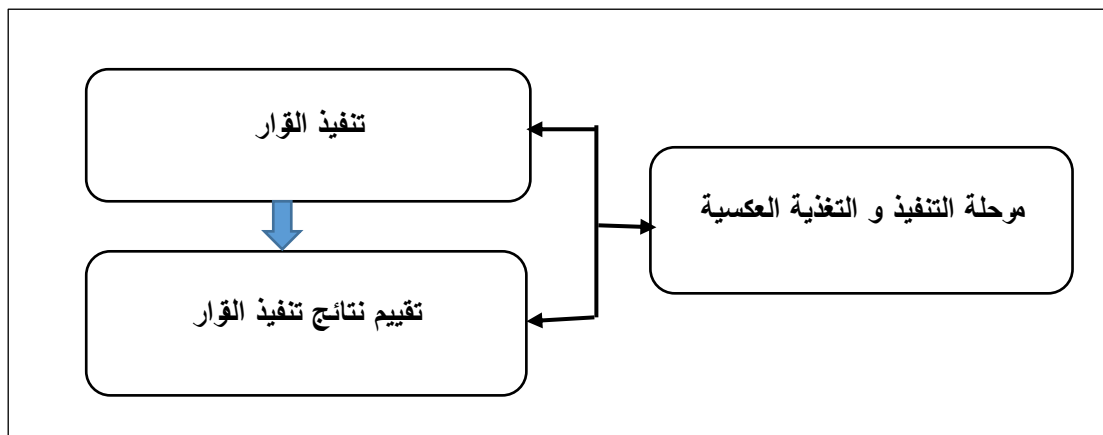 تنفيذ القرار
مرحلة التنفيذ و التغذية العكسية
تقييم نتائج تنفيذ القرار